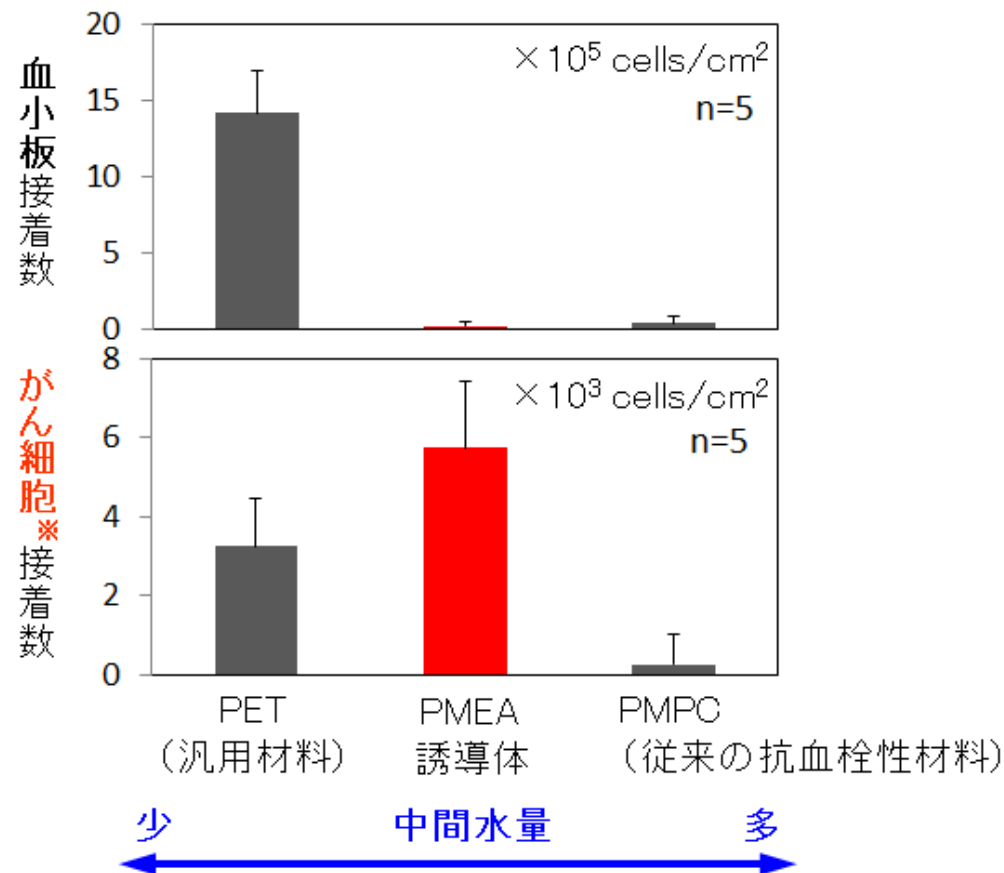 血小板接着数
20
15
10
5
0
×10⁵ cells/cm²
n=5
がん細胞※接着数
8
6
4
2
0
×10³ cells/cm²
n=5
PET
（汎用材料）
PMEA
誘導体
PMPC
（従来の抗血栓性材料）
少 中間水量 多